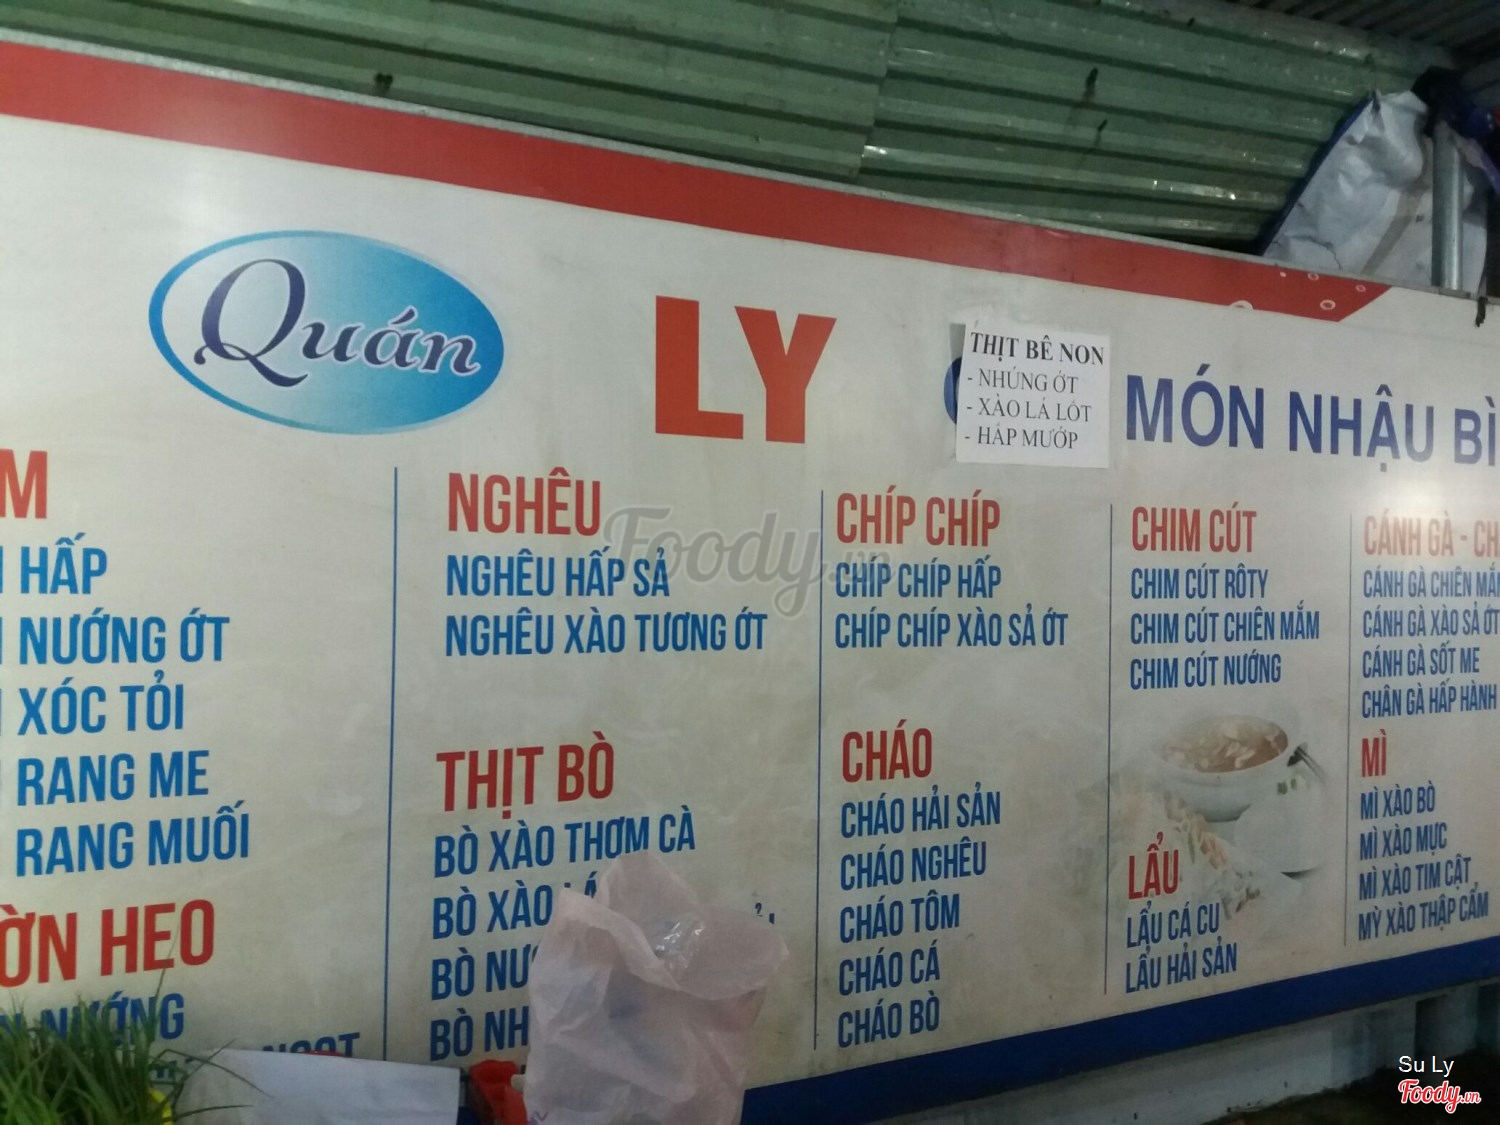 Quán
LY
THỊT BÊ NON
- NHÚNG ỚT
- XÀO LÁ LỐT
- HẤP MƯỚP
MÓN NHẬU
HẤP
NƯỚNG ỚT
XÓC TỎI
RANG ME
RANG MUỐI
HEO
NƯỚNG
NGHÊU
NGHÊU HẤP SẢ
NGHÊU XÀO TƯƠNG ỚT
THỊT BÒ
BÒ XÀO THƠM CÀ
BÒ XÀO LÁ
BÒ
BÒ
CHÍP CHÍP
CHÍP CHÍP HẤP
CHÍP CHÍP XÀO SẢ ỚT
CHÁO
CHÁO HẢI SẢN
CHÁO NGHÊU
CHÁO TÔM
CHÁO CÁ
CHÁO BÒ
CHIM CÚT
CHIM CÚT RÔTY
CHIM CÚT CHIÊN MẮM
CHIM CÚT NƯỚNG
LẨU
LẨU CÁ CU
LẨU HẢI SẢN
CÁNH GÀ -
CÁNH GÀ CHIÊN MẮM
CÁNH GÀ XÀO SẢ ỚT
CÁNH GÀ SỐT ME
CHÂN GÀ HẤP HÀNH
MÌ
MÌ XÀO BÒ
MÌ XÀO MỰC
MÌ XÀO TIM CẬT
MỲ XÀO THẬP CẨM
Foody.vn
Su Ly
Foody.vn